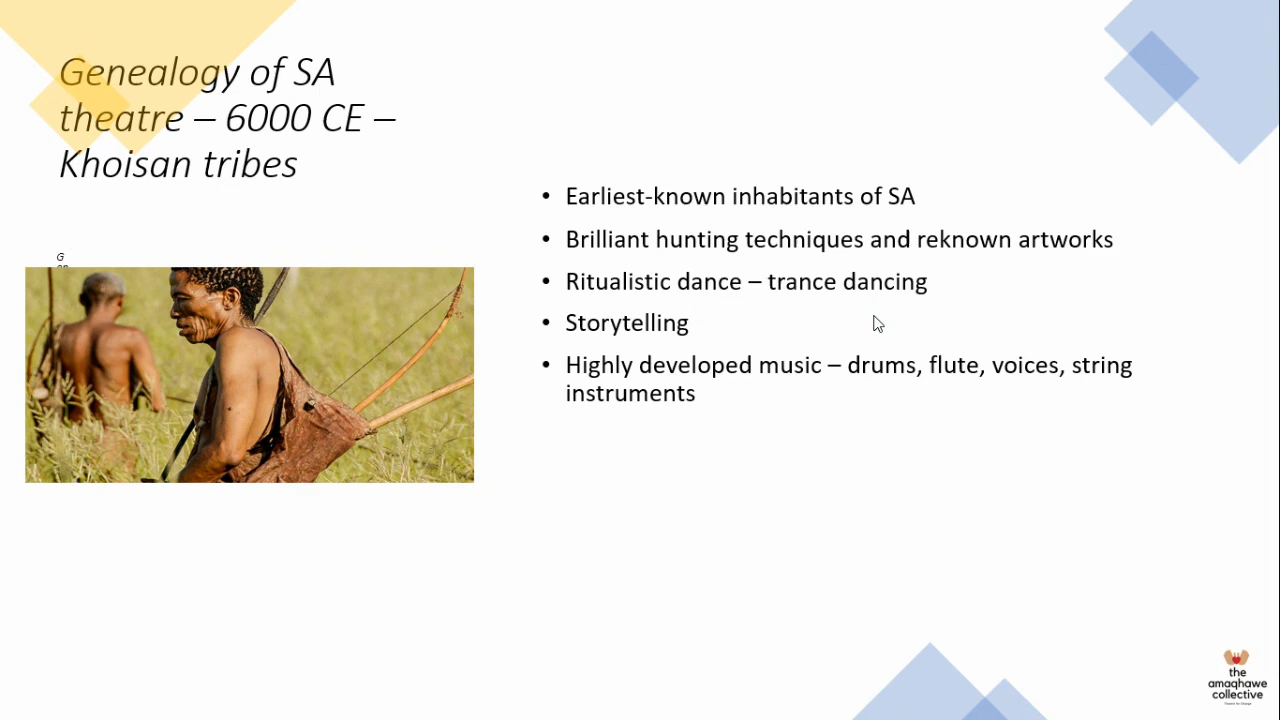 Genealogy of SA
theatre – 6000 CE –
Khoisan tribes
G
• Earliest-known inhabitants of SA
• Brilliant hunting techniques and reknown artworks
• Ritualistic dance – trance dancing
• Storytelling
• Highly developed music – drums, flute, voices, string
instruments
the
amaqhawe
collective